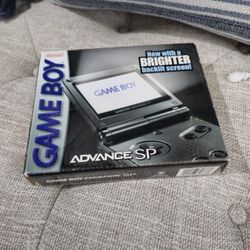 GAME BOY
Now with a
BRIGHTER
backlit screen!
GAME BOY
ADVANCE SP